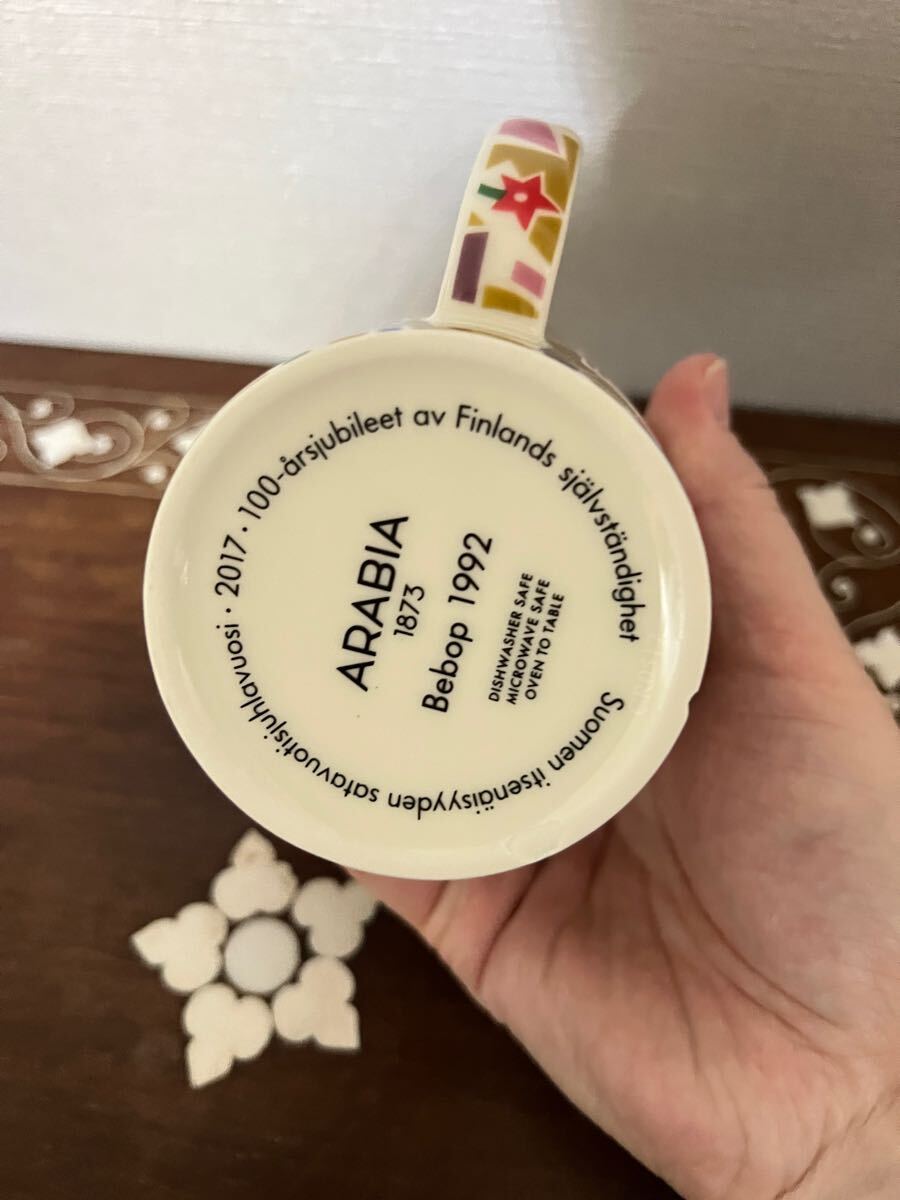 100-årsjubileet av Finlands självständighet
Suomen itsenäisyyden satavuotisjuhlavuosi · 2017 ·
ARABIA
1873
Bebop 1992
DISHWASHER SAFE
MICROWAVE SAFE
OVEN TO TABLE